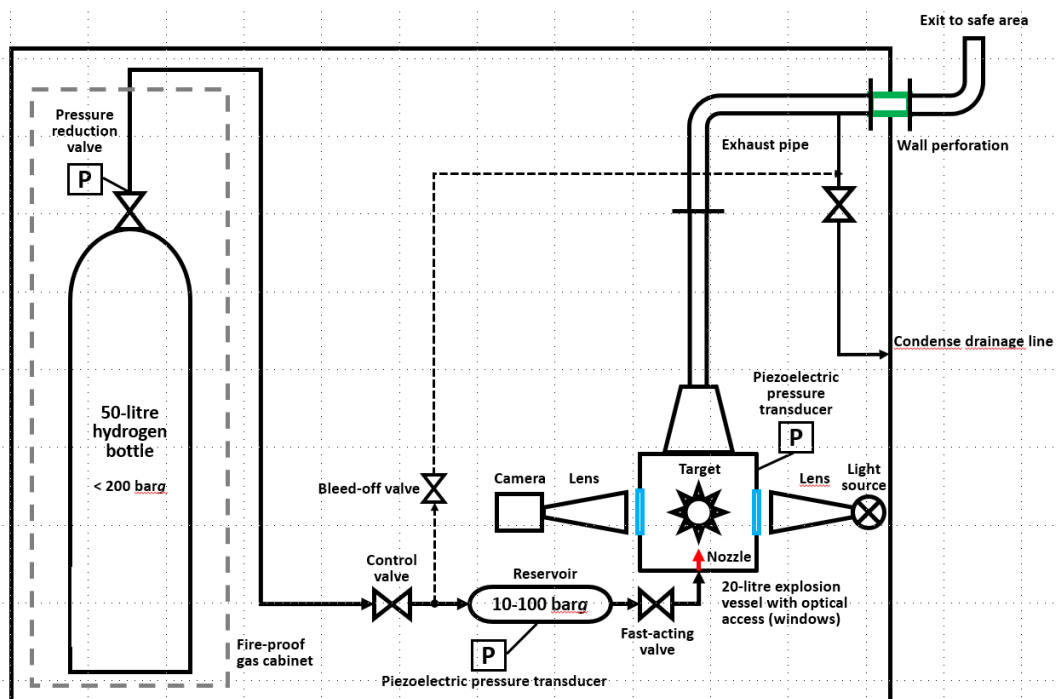 Exit to safe area
Pressure
reduction
valve
P
Exhaust pipe
Wall perforation
Condense drainage line
50-litre
hydrogen
bottle
< 200 barg
Piezoelectric
pressure
transducer
P
Bleed-off valve
Camera
Lens
Target
Lens
Light
source
Nozzle
Control
valve
Reservoir
10-100 barg
Fast-acting
valve
20-litre explosion
vessel with optical
access (windows)
Fire-proof
gas cabinet
P
Piezoelectric pressure transducer